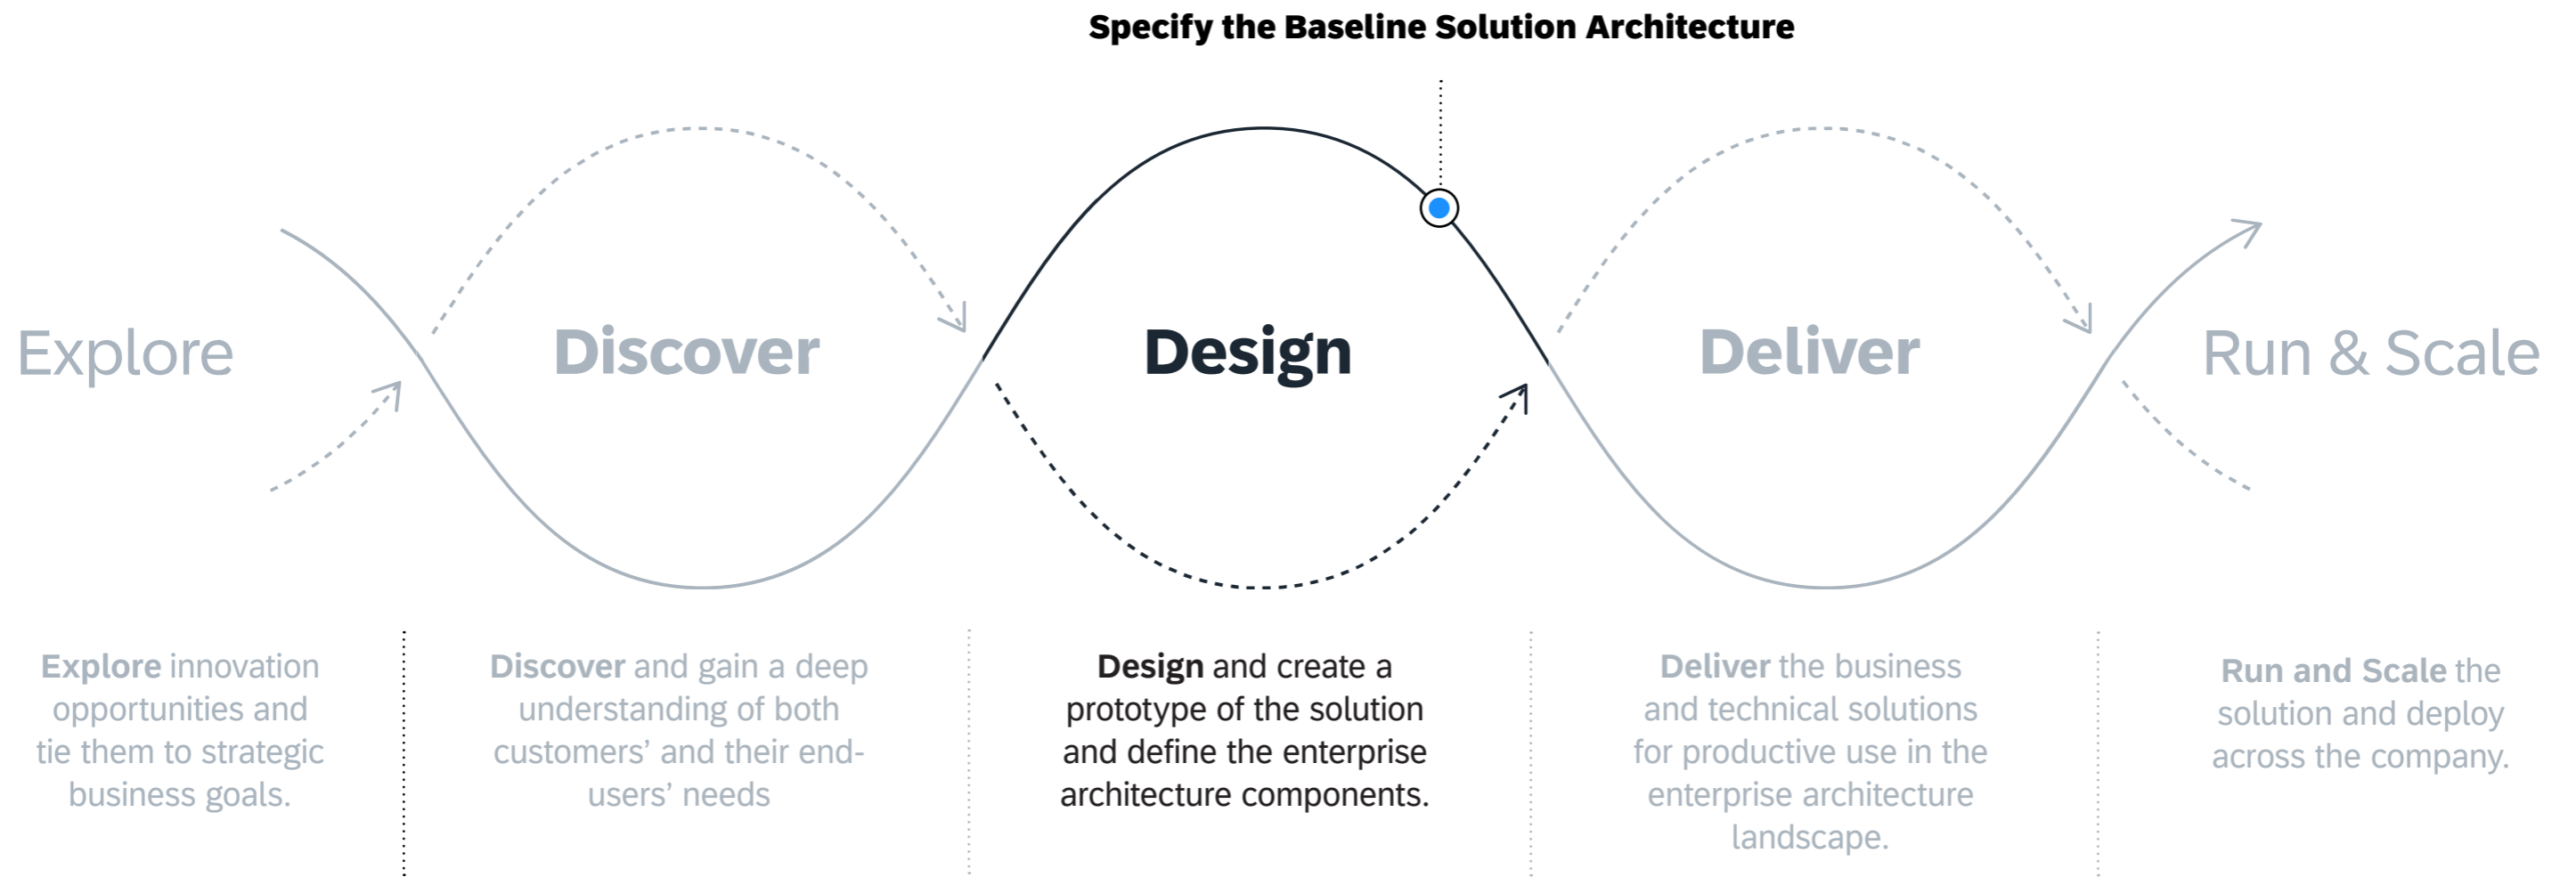 Specify the Baseline Solution Architecture
Explore
Discover
Design
Deliver
Run & Scale
Explore innovation
opportunities and
tie them to strategic
business goals.
Discover and gain a deep
understanding of both
customers’ and their end-
users’ needs
Design and create a
prototype of the solution
and define the enterprise
architecture components.
Deliver the business
and technical solutions
for productive use in the
enterprise architecture
landscape.
Run and Scale the
solution and deploy
across the company.